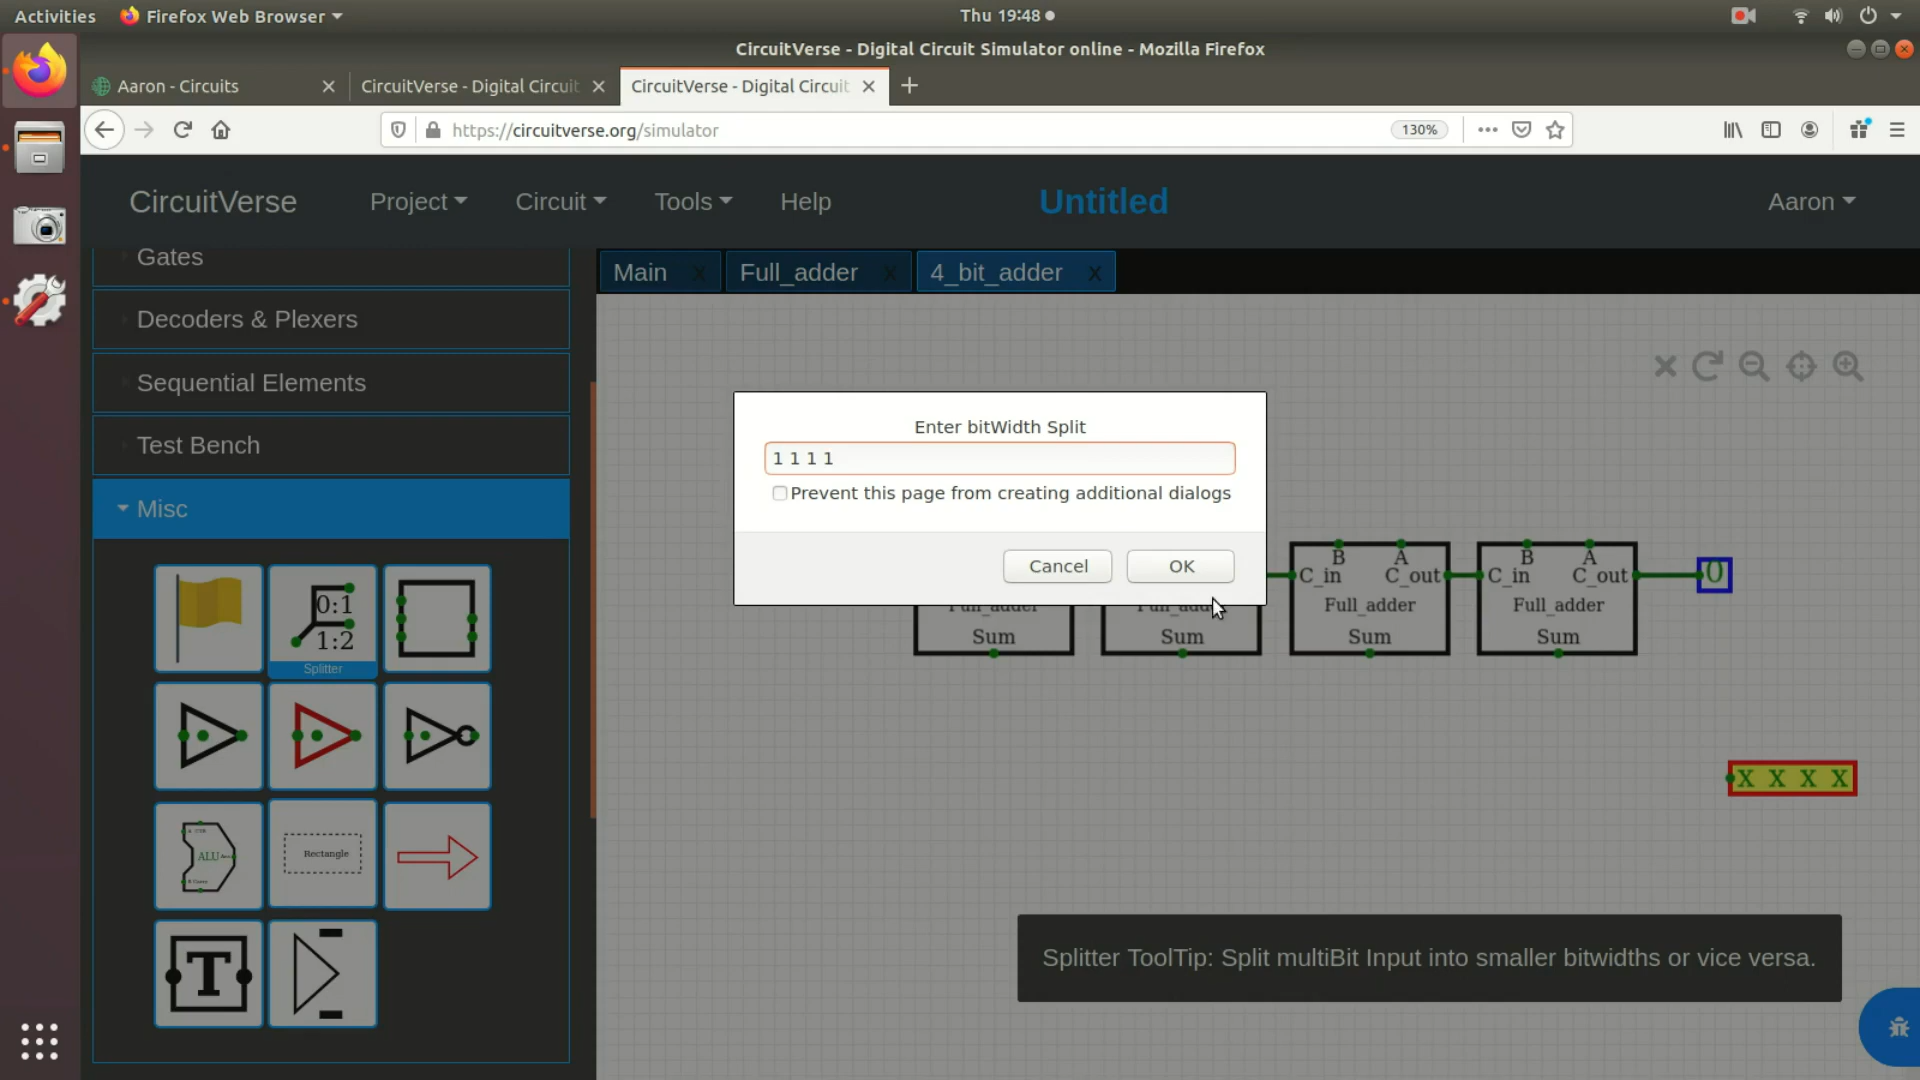 Activities
Firefox Web Browser
Thu 19:48
CircuitVerse - Digital Circuit Simulator online - Mozilla Firefox
Aaron - Circuits
CircuitVerse - Digital Circuit
CircuitVerse - Digital Circuit
https://circuitverse.org/simulator
130%
CircuitVerse
Project
Circuit
Tools
Help
Untitled
Aaron
Gates
Decoders & Plexers
Sequential Elements
Test Bench
Misc
0:1
1:2
Splitter
ALU
Rectangle
T
Main x
Full_adder x
4_bit_adder x
Enter bitWidth Split
1 1 1 1
Prevent this page from creating additional dialogs
Cancel
OK
Full_adder
Sum
Full_adder
Sum
B A
C_in C_out
Full_adder
Sum
B A
C_in C_out
Full_adder
Sum
0
X X X X
Splitter ToolTip: Split multiBit Input into smaller bitwidths or vice versa.